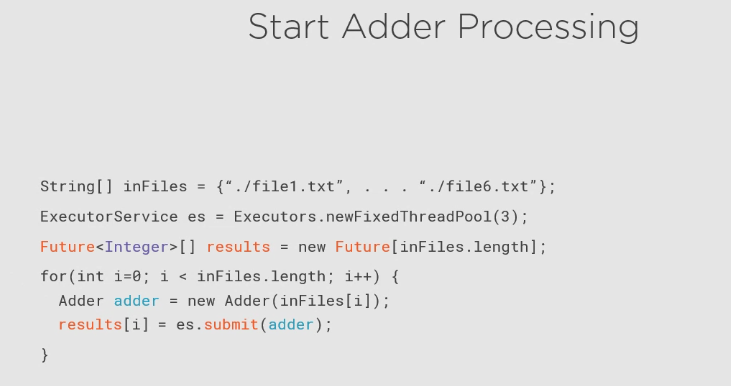 Start Adder Processing
String[] inFiles = {“./file1.txt”, . . . “./file6.txt”};
ExecutorService es = Executors.newFixedThreadPool(3);
Future<Integer>[] results = new Future[inFiles.length];
for(int i=0; i < inFiles.length; i++) {
  Adder adder = new Adder(inFiles[i]);
  results[i] = es.submit(adder);
}